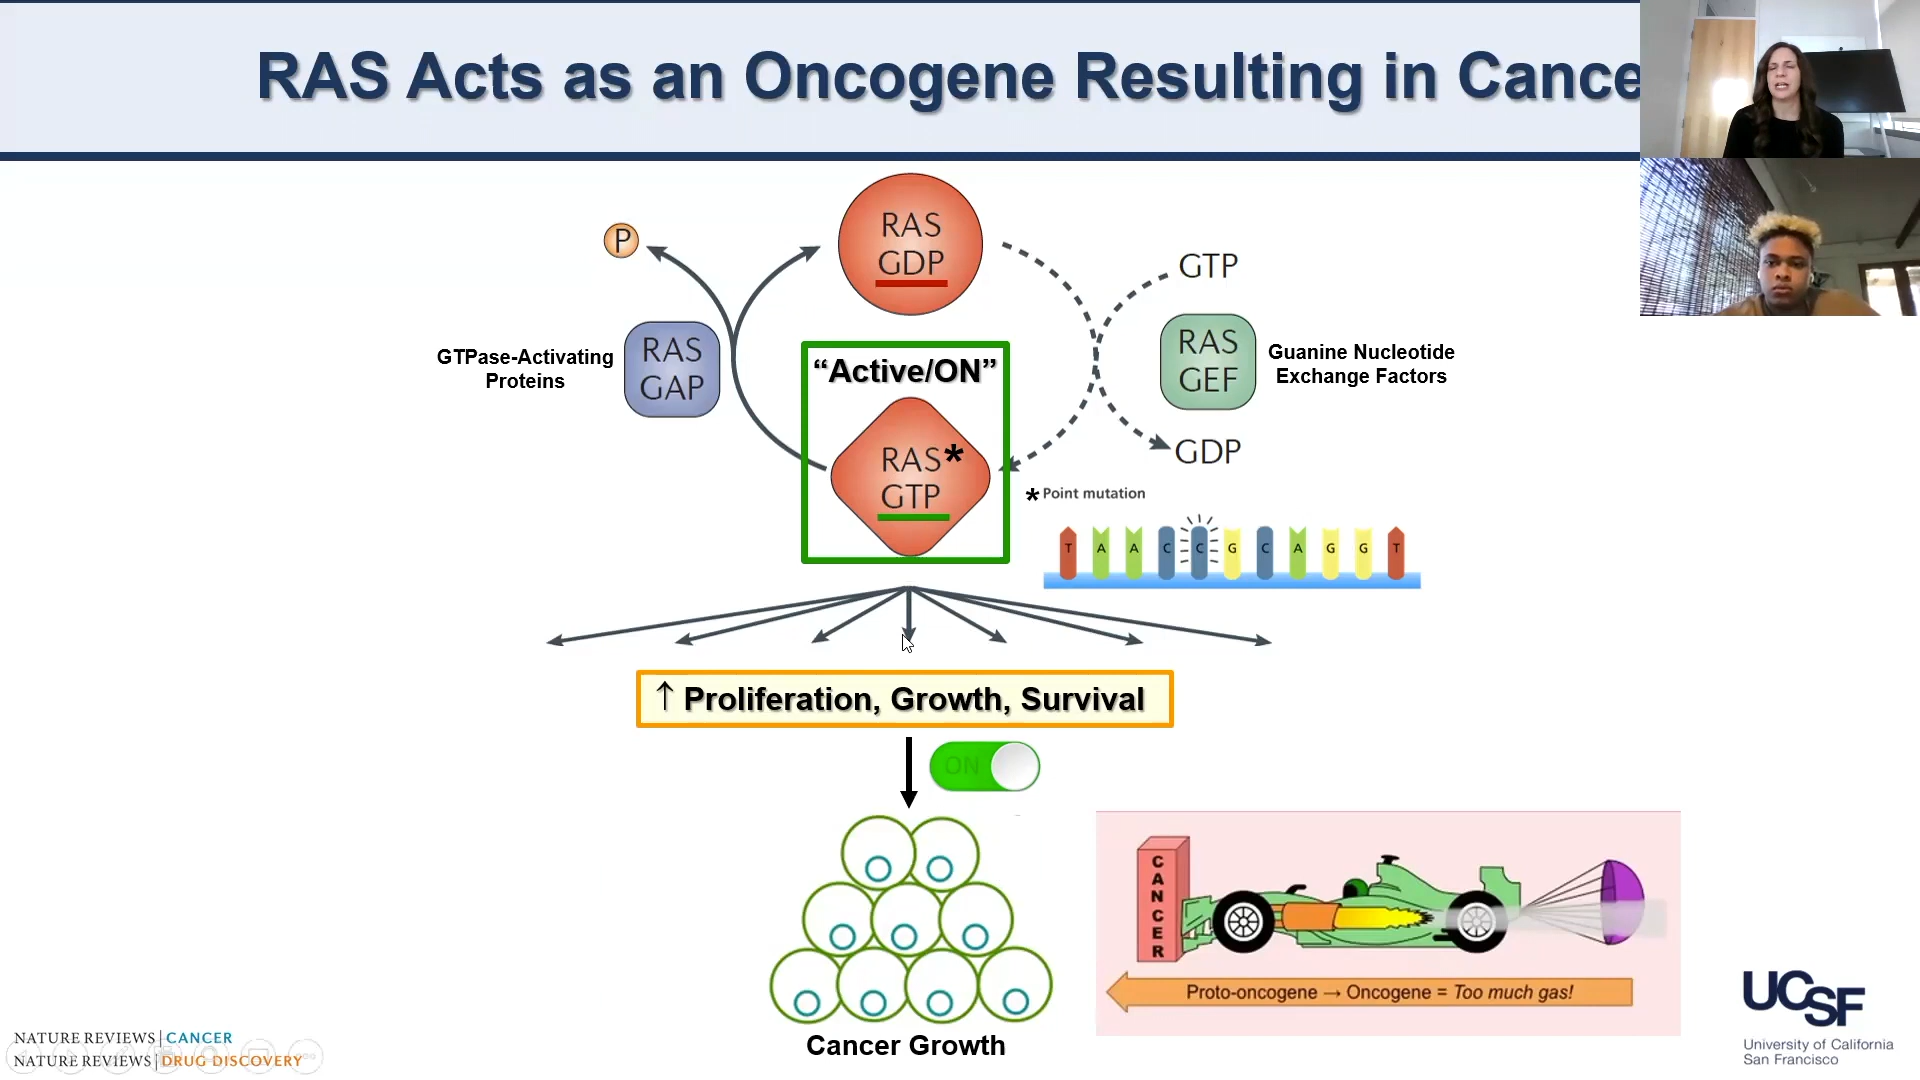 RAS Acts as an Oncogene Resulting in Cance
P
RAS
GDP
GTP
GTPase-Activating
Proteins
RAS
GAP
“Active/ON”
RAS*
GTP
RAS
GEF
Guanine Nucleotide
Exchange Factors
GDP
* Point mutation
T A A C C G C A G G T
↑ Proliferation, Growth, Survival
ON
CANCER
Proto-oncogene → Oncogene = Too much gas!
Cancer Growth
NATURE REVIEWS | CANCER
NATURE REVIEWS | DRUG DISCOVERY
UCSF
University of California
San Francisco